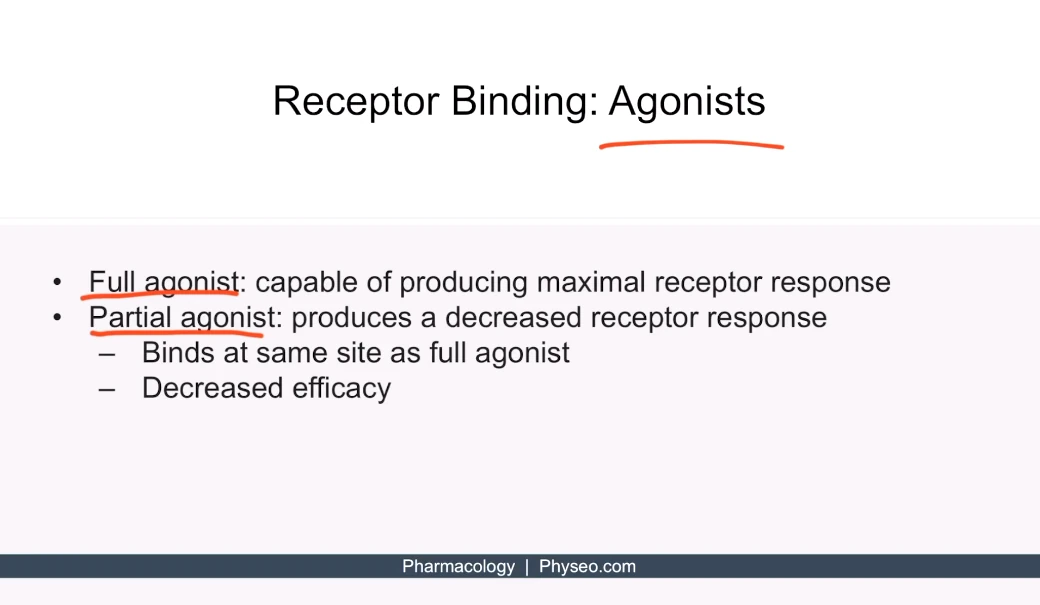 Receptor Binding: Agonists
• Full agonist: capable of producing maximal receptor response
• Partial agonist: produces a decreased receptor response
– Binds at same site as full agonist
– Decreased efficacy
Pharmacology | Physeo.com